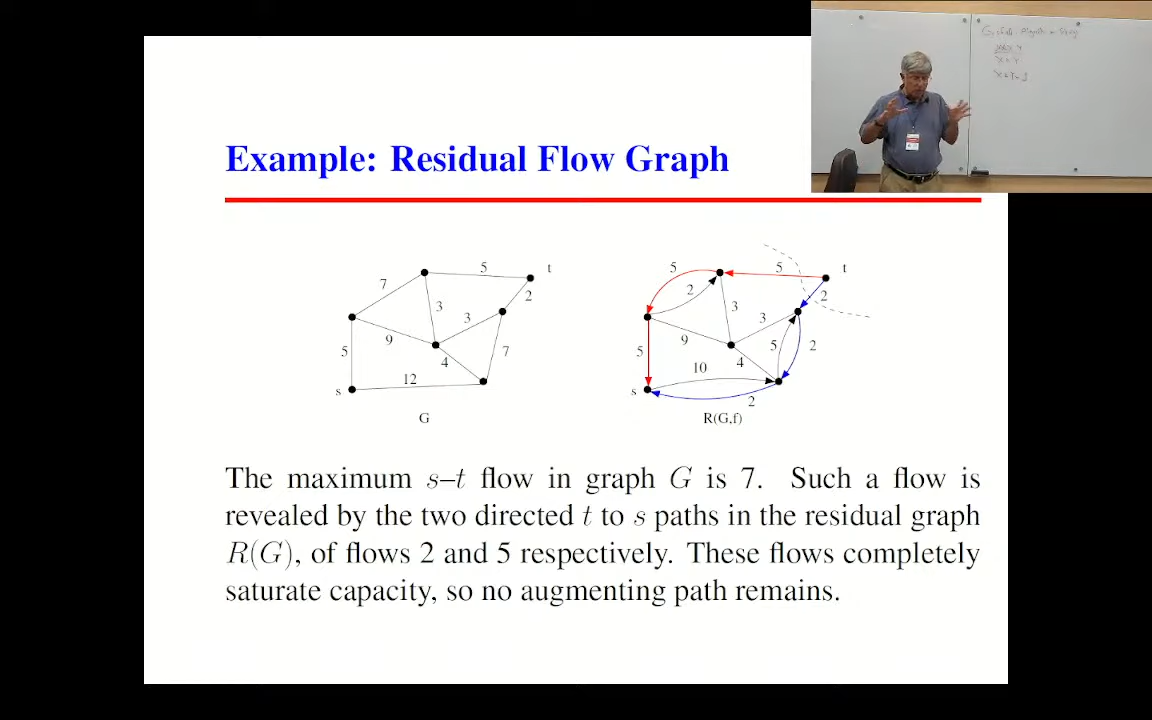 Example: Residual Flow Graph
7
5
t
2
3
3
9
5
4
7
12
s
G
5
5
t
2
2
3
3
9
5
4
5
2
10
s
2
R(G,f)
The maximum s–t flow in graph G is 7. Such a flow is
revealed by the two directed t to s paths in the residual graph
R(G), of flows 2 and 5 respectively. These flows completely
saturate capacity, so no augmenting path remains.